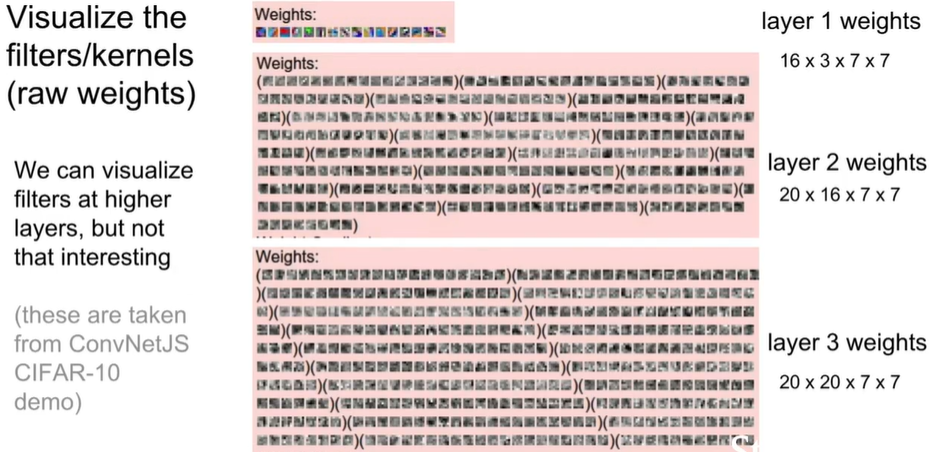 Visualize the
filters/kernels
(raw weights)
We can visualize
filters at higher
layers, but not
that interesting
(these are taken
from ConvNetJS
CIFAR-10
demo)
Weights:
layer 1 weights
16 x 3 x 7 x 7
Weights:
layer 2 weights
20 x 16 x 7 x 7
Weights:
layer 3 weights
20 x 20 x 7 x 7